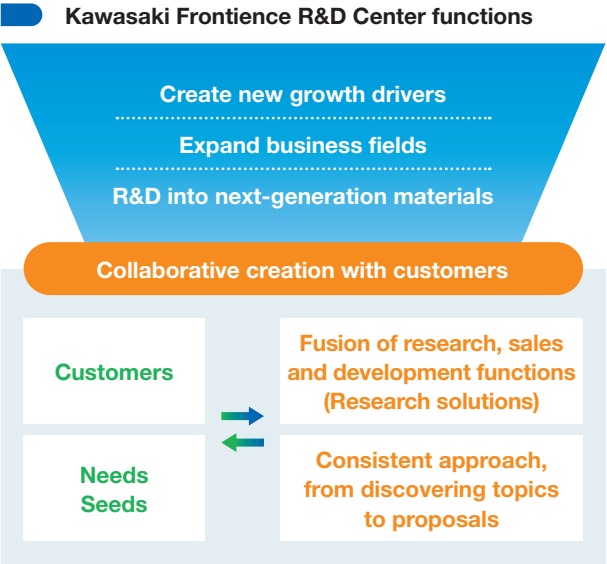 Kawasaki Frontience R&D Center functions
Create new growth drivers
Expand business fields
R&D into next-generation materials
Collaborative creation with customers
Customers
Fusion of research, sales
and development functions
(Research solutions)
Needs
Seeds
Consistent approach,
from discovering topics
to proposals